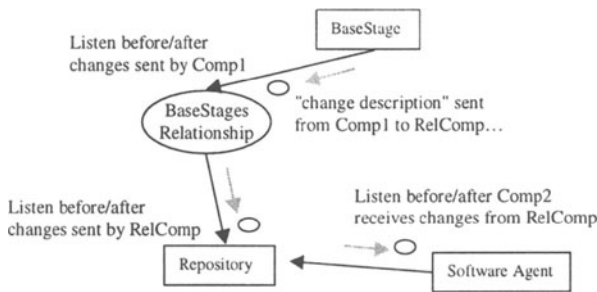 BaseStage
Listen before/after
changes sent by Comp1
BaseStages
Relationship
"change description" sent
from Comp1 to RelComp...
Listen before/after
changes sent by RelComp
Listen before/after Comp2
receives changes from RelComp
Repository
Software Agent